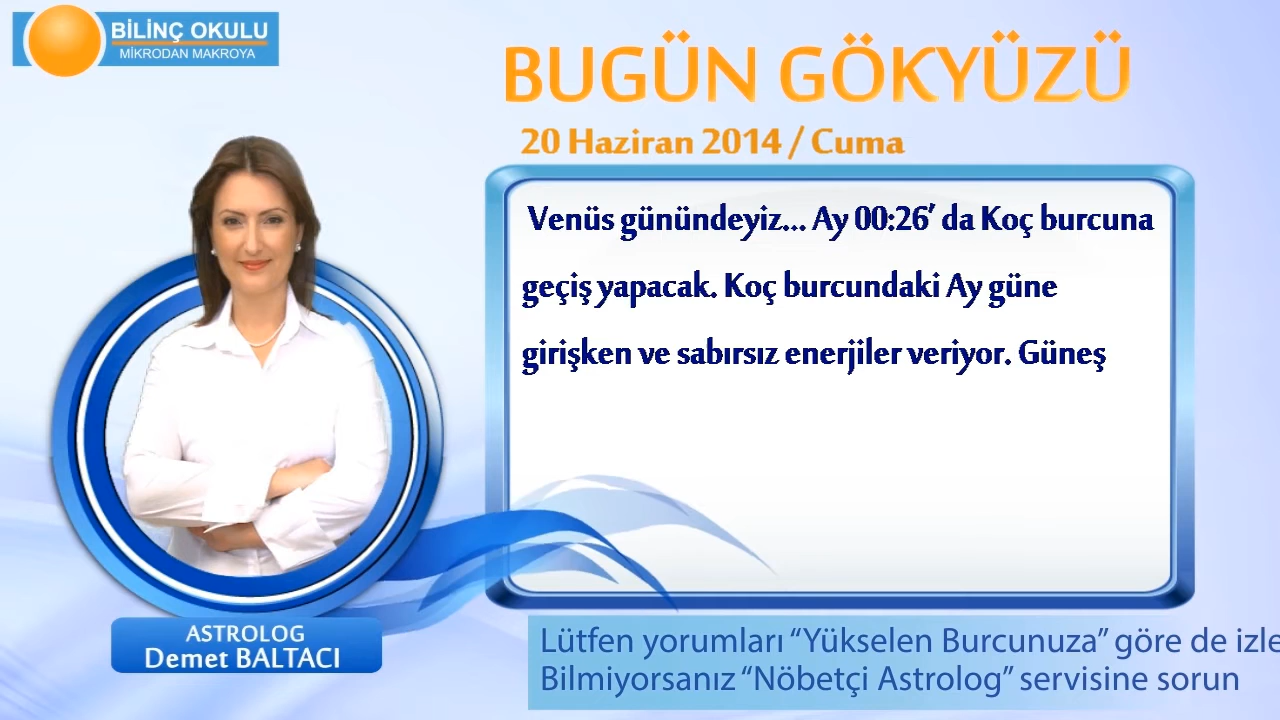 BİLİNÇ OKULU
MİKRODAN MAKROYA
BUGÜN GÖKYÜZÜ
20 Haziran 2014 / Cuma
Venüs günündeyiz... Ay 00:26' da Koç burcuna
geçiş yapacak. Koç burcundaki Ay güne
girişken ve sabırsız enerjiler veriyor. Güneş
ASTROLOG
Demet BALTACI
Lütfen yorumları “Yükselen Burcunuza” göre de izle
Bilmiyorsanız “Nöbetçi Astrolog” servisine sorun